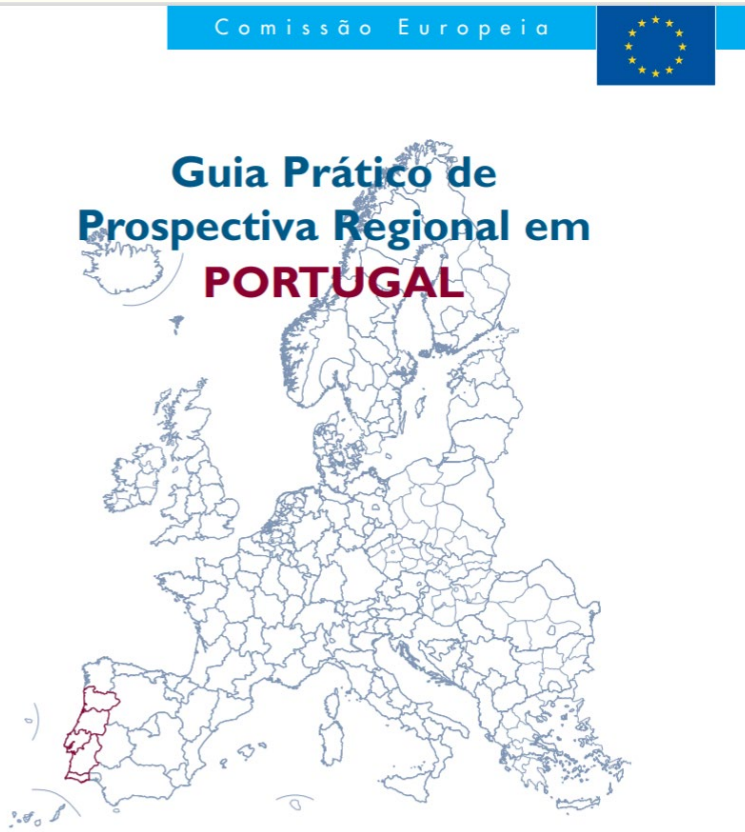 Comissão Europeia
Guia Prático de
Prospectiva Regional em
PORTUGAL